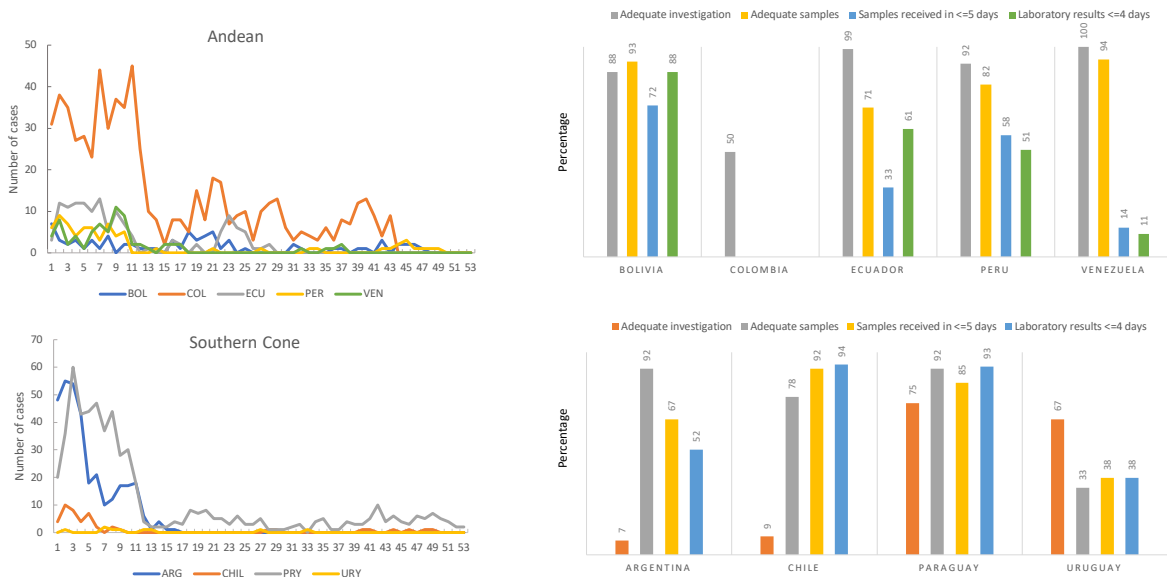 Andean
Number of cases
50
40
30
20
10
0
1 3 5 7 9 11 13 15 17 19 21 23 25 27 29 31 33 35 37 39 41 43 45 47 49 51 53
BOL COL ECU PER VEN
Adequate investigation Adequate samples Samples received in <=5 days Laboratory results <=4 days
Percentage
88 93 72 88
50
99 71 33 61
92 82 58 51
100 94 14 11
BOLIVIA COLOMBIA ECUADOR PERU VENEZUELA
Southern Cone
Number of cases
70
60
50
40
30
20
10
0
1 3 5 7 9 11 13 15 17 19 21 23 25 27 29 31 33 35 37 39 41 43 45 47 49 51 53
ARG CHIL PRY URY
Adequate investigation Adequate samples Samples received in <=5 days Laboratory results <=4 days
Percentage
7 92 67 52
9 78 92 94
75 92 85 93
67 33 38 38
ARGENTINA CHILE PARAGUAY URUGUAY